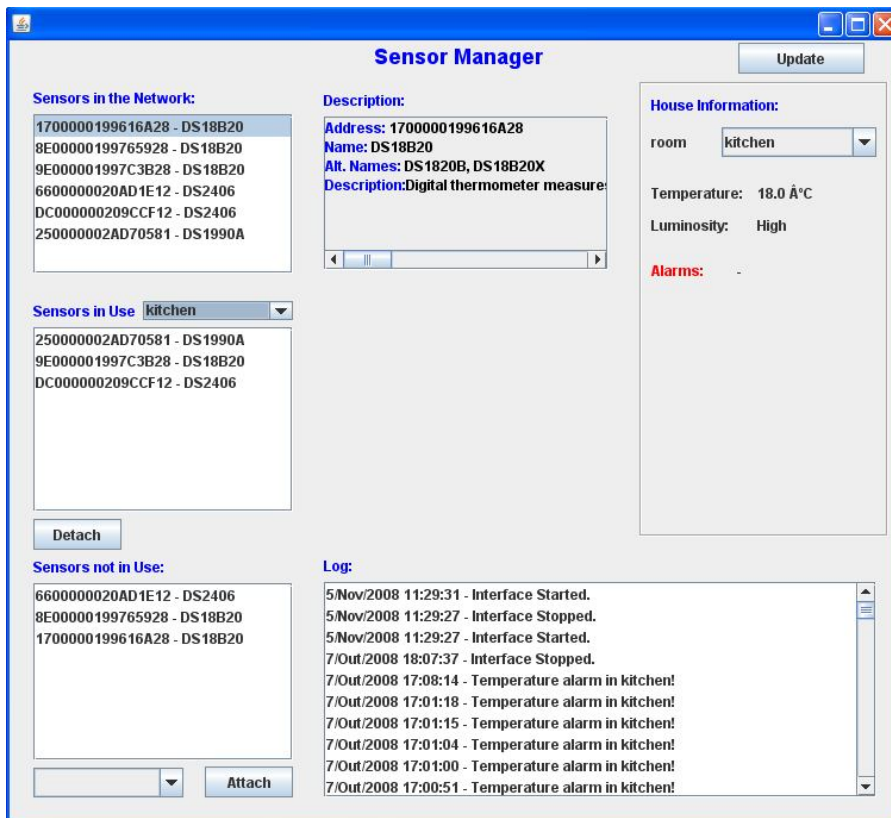 Sensor Manager
Update
Sensors in the Network:
1700000199616A28 - DS18B20
8E00000199765928 - DS18B20
9E000001997C3B28 - DS18B20
6600000020AD1E12 - DS2406
DC000000209CCF12 - DS2406
250000002AD70581 - DS1990A
Description:
Address: 1700000199616A28
Name: DS18B20
Alt. Names: DS1820B, DS18B20X
Description:Digital thermometer measures
House Information:
room kitchen
Temperature: 18.0 Â°C
Luminosity: High
Alarms: -
Sensors in Use kitchen
250000002AD70581 - DS1990A
9E000001997C3B28 - DS18B20
DC000000209CCF12 - DS2406
Detach
Sensors not in Use:
6600000020AD1E12 - DS2406
8E00000199765928 - DS18B20
1700000199616A28 - DS18B20
Attach
Log:
5/Nov/2008 11:29:31 - Interface Started.
5/Nov/2008 11:29:27 - Interface Stopped.
5/Nov/2008 11:29:27 - Interface Started.
7/Out/2008 18:07:37 - Interface Stopped.
7/Out/2008 17:08:14 - Temperature alarm in kitchen!
7/Out/2008 17:01:18 - Temperature alarm in kitchen!
7/Out/2008 17:01:15 - Temperature alarm in kitchen!
7/Out/2008 17:01:04 - Temperature alarm in kitchen!
7/Out/2008 17:01:00 - Temperature alarm in kitchen!
7/Out/2008 17:00:51 - Temperature alarm in kitchen!